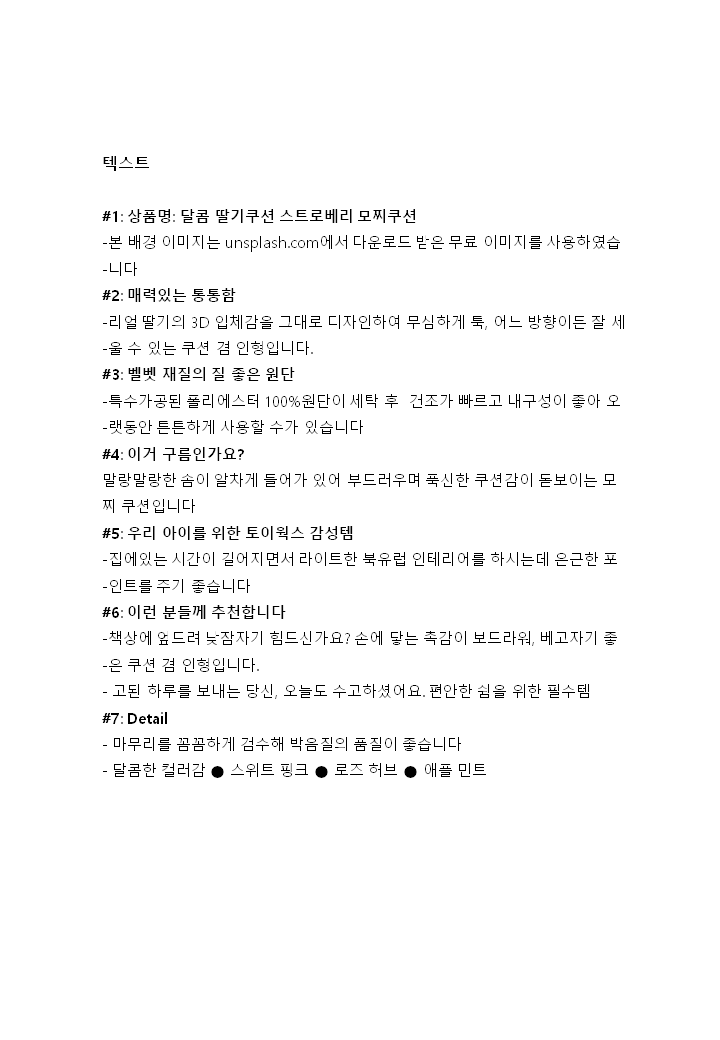 텍스트
#1: 상품명: 달콤 딸기쿠션 스트로베리 모찌쿠션
-본 배경 이미지는 unsplash.com에서 다운로드 받은 무료 이미지를 사용하였습
-니다
#2: 매력있는 통통함
-리얼 딸기의 3D 입체감을 그대로 디자인하여 무심하게 툭, 어느 방향이든 잘 세
-울 수 있는 쿠션 겸 인형입니다.
#3: 벨벳 재질의 질 좋은 원단
-특수가공된 폴리에스터 100%원단이 세탁 후  건조가 빠르고 내구성이 좋아 오
-랫동안 튼튼하게 사용할 수가 있습니다
#4: 이거 구름인가요?
말랑말랑한 솜이 알차게 들어가 있어 부드러우며 푹신한 쿠션감이 돋보이는 모
찌 쿠션입니다
#5: 우리 아이를 위한 토이웍스 감성템
-집에있는 시간이 길어지면서 라이트한 북유럽 인테리어를 하시는데 은근한 포
-인트를 주기 좋습니다
#6: 이런 분들께 추천합니다
-책상에 엎드려 낮잠자기 힘드신가요? 손에 닿는 촉감이 보드라워, 베고자기 좋
-은 쿠션 겸 인형입니다.
- 고된 하루를 보내는 당신, 오늘도 수고하셨어요. 편안한 쉼을 위한 필수템
#7: Detail
- 마무리를 꼼꼼하게 검수해 박음질의 품질이 좋습니다
- 달콤한 컬러감 ● 스위트 핑크 ● 로즈 허브 ● 애플 민트